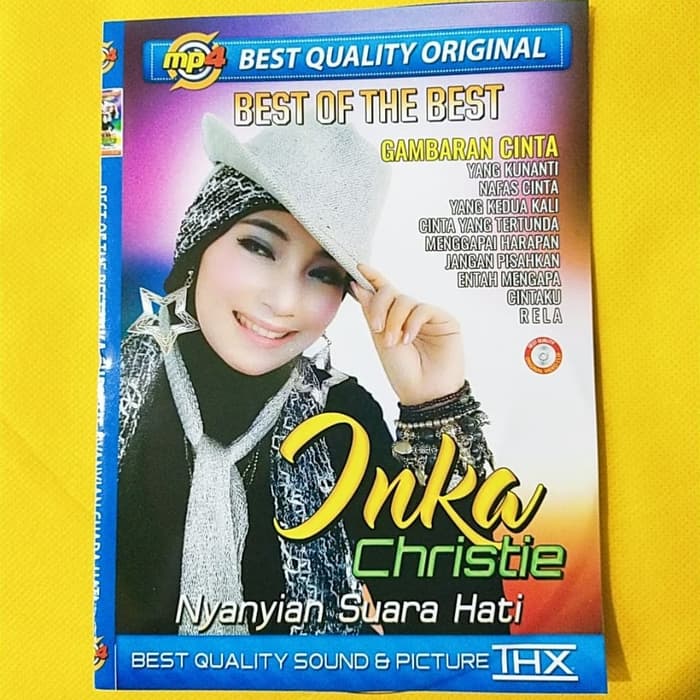 mp4 BEST QUALITY ORIGINAL
BEST OF THE BEST
GAMBARAN CINTA
YANG KUNANTI
NAFAS CINTA
YANG KEDUA KALI
CINTA YANG TERTUNDA
MENGGAPAI HARAPAN
JANGAN PISAHKAN
ENTAH MENGAPA
CINTAKU
RELA
BEST QUALITY
Inka
Christie
Nyanyian Suara Hati
BEST QUALITY SOUND & PICTURE THX